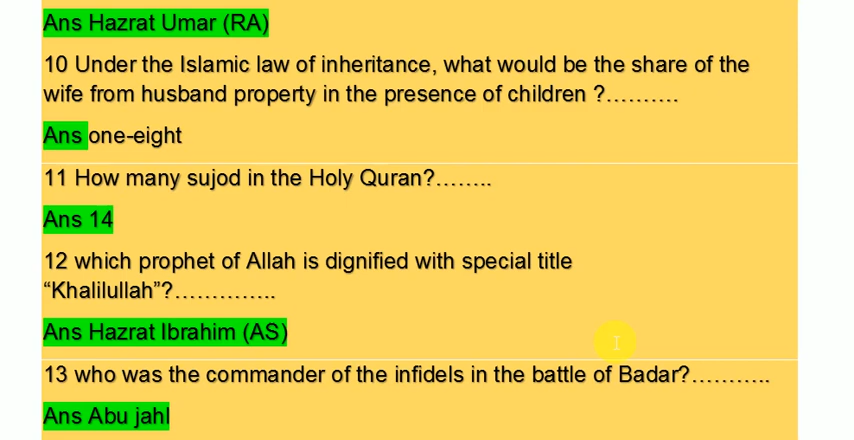 Ans Hazrat Umar (RA)
10 Under the Islamic law of inheritance, what would be the share of the
wife from husband property in the presence of children ?..........
Ans one-eight
11 How many sujod in the Holy Quran?........
Ans 14
12 which prophet of Allah is dignified with special title
“Khalilullah”?..............
Ans Hazrat Ibrahim (AS)
13 who was the commander of the infidels in the battle of Badar?...........
Ans Abu jahl